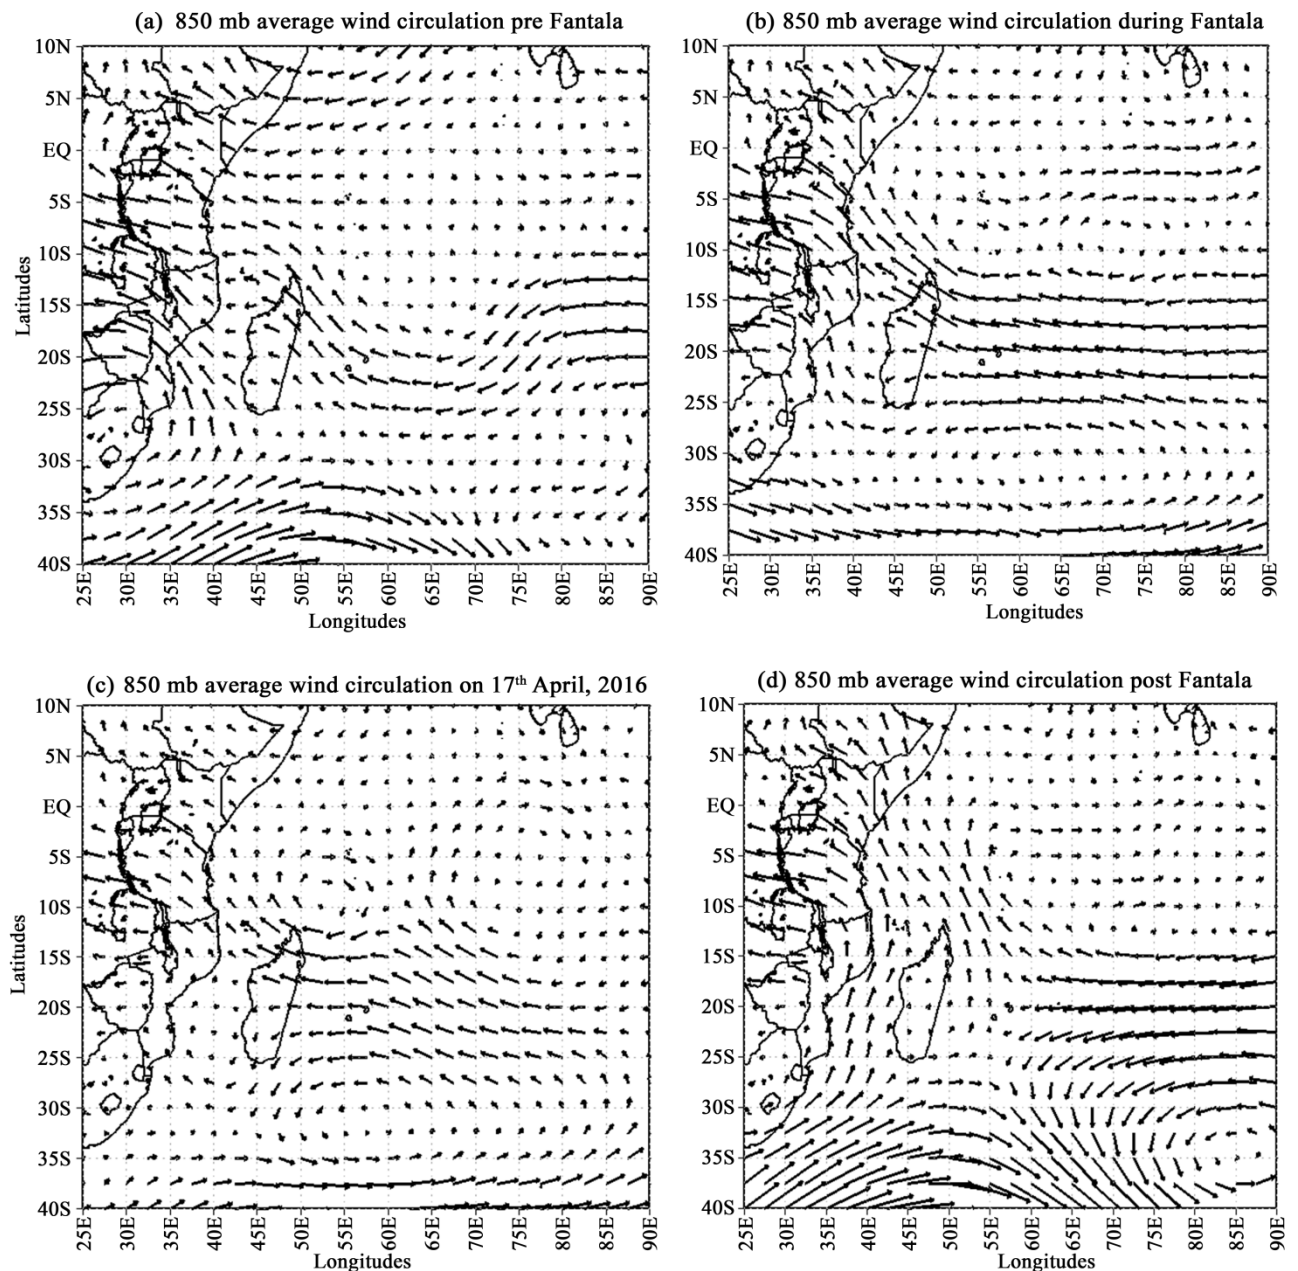 (a) 850 mb average wind circulation pre Fantala
(b) 850 mb average wind circulation during Fantala
10N
5N
EQ
5S
10S
15S
20S
25S
30S
35S
40S
Latitudes
25E 30E 35E 40E 45E 50E 55E 60E 65E 70E 75E 80E 85E 90E
Longitudes
10N
5N
EQ
5S
10S
15S
20S
25S
30S
35S
40S
25E 30E 35E 40E 45E 50E 55E 60E 65E 70E 75E 80E 85E 90E
Longitudes
(c) 850 mb average wind circulation on 17th April, 2016
(d) 850 mb average wind circulation post Fantala
10N
5N
EQ
5S
10S
15S
20S
25S
30S
35S
40S
Latitudes
25E 30E 35E 40E 45E 50E 55E 60E 65E 70E 75E 80E 85E 90E
Longitudes
10N
5N
EQ
5S
10S
15S
20S
25S
30S
35S
40S
25E 30E 35E 40E 45E 50E 55E 60E 65E 70E 75E 80E 85E 90E
Longitudes